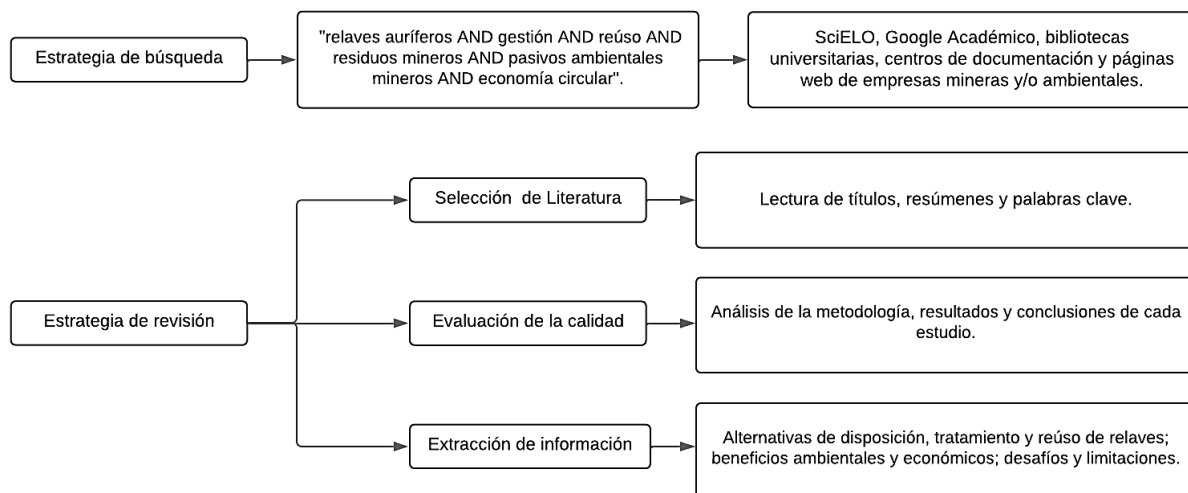 Estrategia de búsqueda
"relaves auríferos AND gestión AND reúso AND
residuos mineros AND pasivos ambientales
mineros AND economía circular".
SciELO, Google Académico, bibliotecas
universitarias, centros de documentación y páginas
web de empresas mineras y/o ambientales.
Estrategia de revisión
Selección de Literatura
Lectura de títulos, resúmenes y palabras clave.
Evaluación de la calidad
Análisis de la metodología, resultados y conclusiones de cada
estudio.
Extracción de información
Alternativas de disposición, tratamiento y reúso de relaves;
beneficios ambientales y económicos; desafíos y limitaciones.